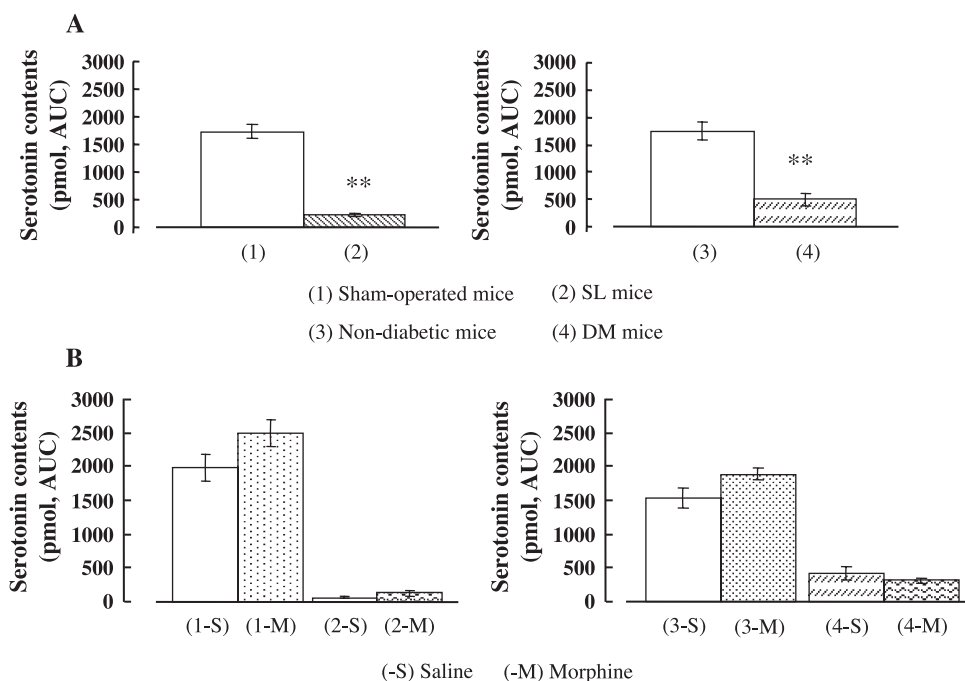 A
Serotonin contents
(pmol, AUC)
3000
2500
2000
1500
1000
500
0
**
(1) (2)
Serotonin contents
(pmol, AUC)
3000
2500
2000
1500
1000
500
0
**
(3) (4)
(1) Sham-operated mice (2) SL mice
(3) Non-diabetic mice (4) DM mice
B
Serotonin contents
(pmol, AUC)
3000
2500
2000
1500
1000
500
0
(1-S) (1-M) (2-S) (2-M)
Serotonin contents
(pmol, AUC)
3000
2500
2000
1500
1000
500
0
(3-S) (3-M) (4-S) (4-M)
(-S) Saline (-M) Morphine